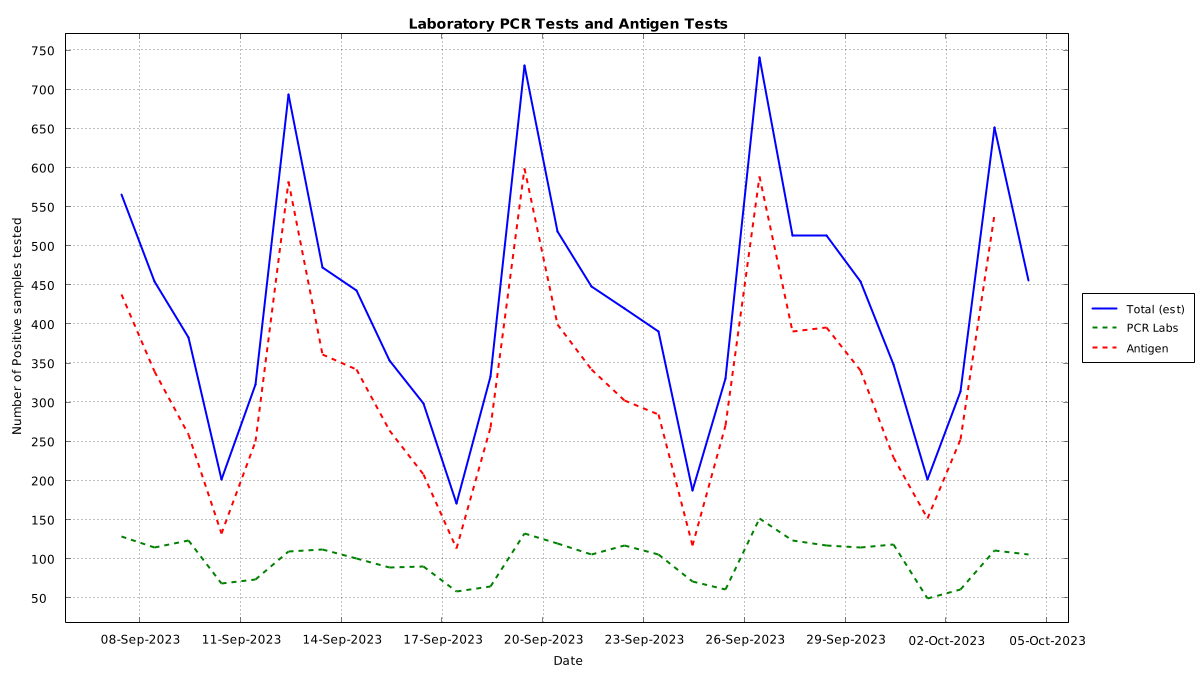 Laboratory PCR Tests and Antigen Tests
750
700
650
600
550
500
450
400
350
300
250
200
150
100
50
Number of Positive samples tested
08-Sep-2023 11-Sep-2023 14-Sep-2023 17-Sep-2023 20-Sep-2023 23-Sep-2023 26-Sep-2023 29-Sep-2023 02-Oct-2023 05-Oct-2023
Date
Total (est)
PCR Labs
Antigen